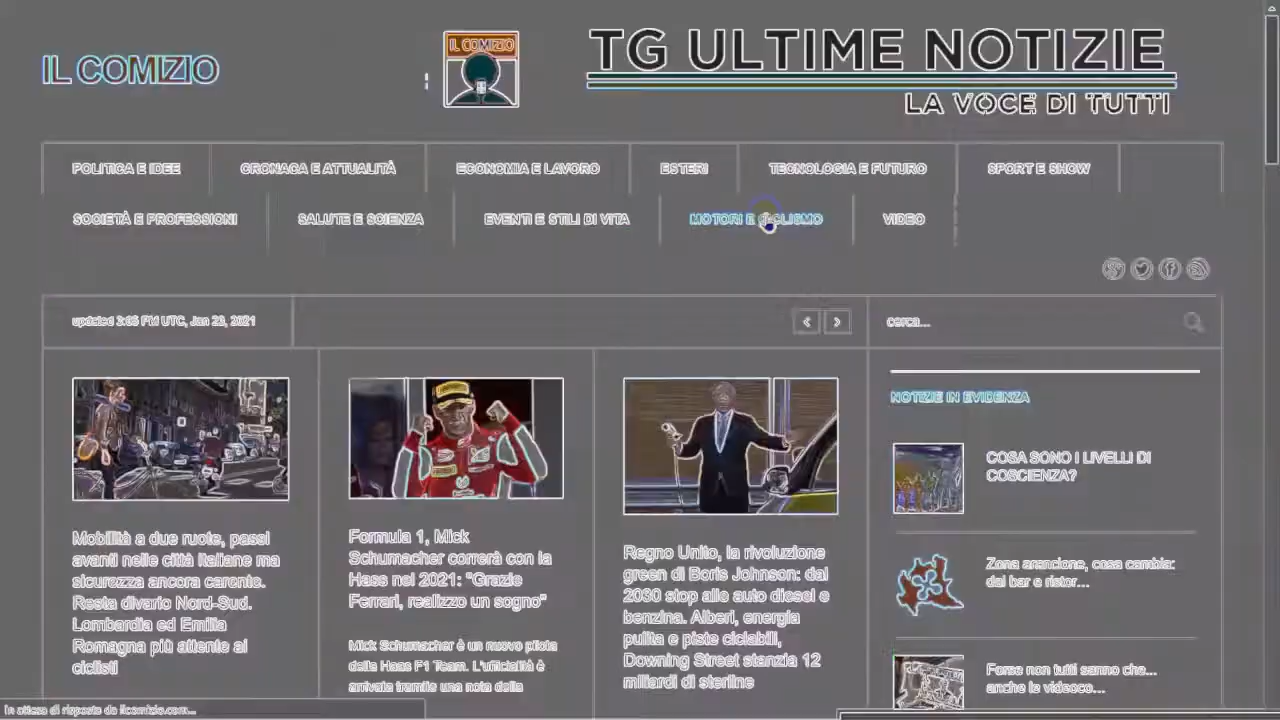 IL COMIZIO
IL COMIZIO
TG ULTIME NOTIZIE
LA VOCE DI TUTTI
POLITICA E IDEE
CRONACA E ATTUALITÀ
ECONOMIA E LAVORO
ESTERI
TECNOLOGIA E FUTURO
SPORT E SHOW
SOCIETÀ E PROFESSIONI
SALUTE E SCIENZA
EVENTI E STILI DI VITA
MOTORI E CICLISMO
VIDEO
updated 3:05 PM UTC, Jan 23, 2021
cerca...
Mobilità a due ruote, passi
avanti nelle città italiane ma
sicurezza ancora carente.
Resta divario Nord-Sud.
Lombardia ed Emilia
Romagna più attente ai
ciclisti
Formula 1, Mick
Schumacher correrà con la
Hass nel 2021: "Grazie
Ferrari, realizzo un sogno"
Mick Schumacher è un nuovo pilota
della Haas F1 Team. L'ufficialità è
arrivata tramite una nota della
Regno Unito, la rivoluzione
green di Boris Johnson: dal
2030 stop alle auto diesel e
benzina. Alberi, energia
pulita e piste ciclabili,
Downing Street stanzia 12
miliardi di sterline
NOTIZIE IN EVIDENZA
COSA SONO I LIVELLI DI
COSCIENZA?
Zona arancione, cosa cambia:
dai bar e ristor...
Forse non tutti sanno che...
anche le videoco...
In attesa di risposta da ilcomizio.com...